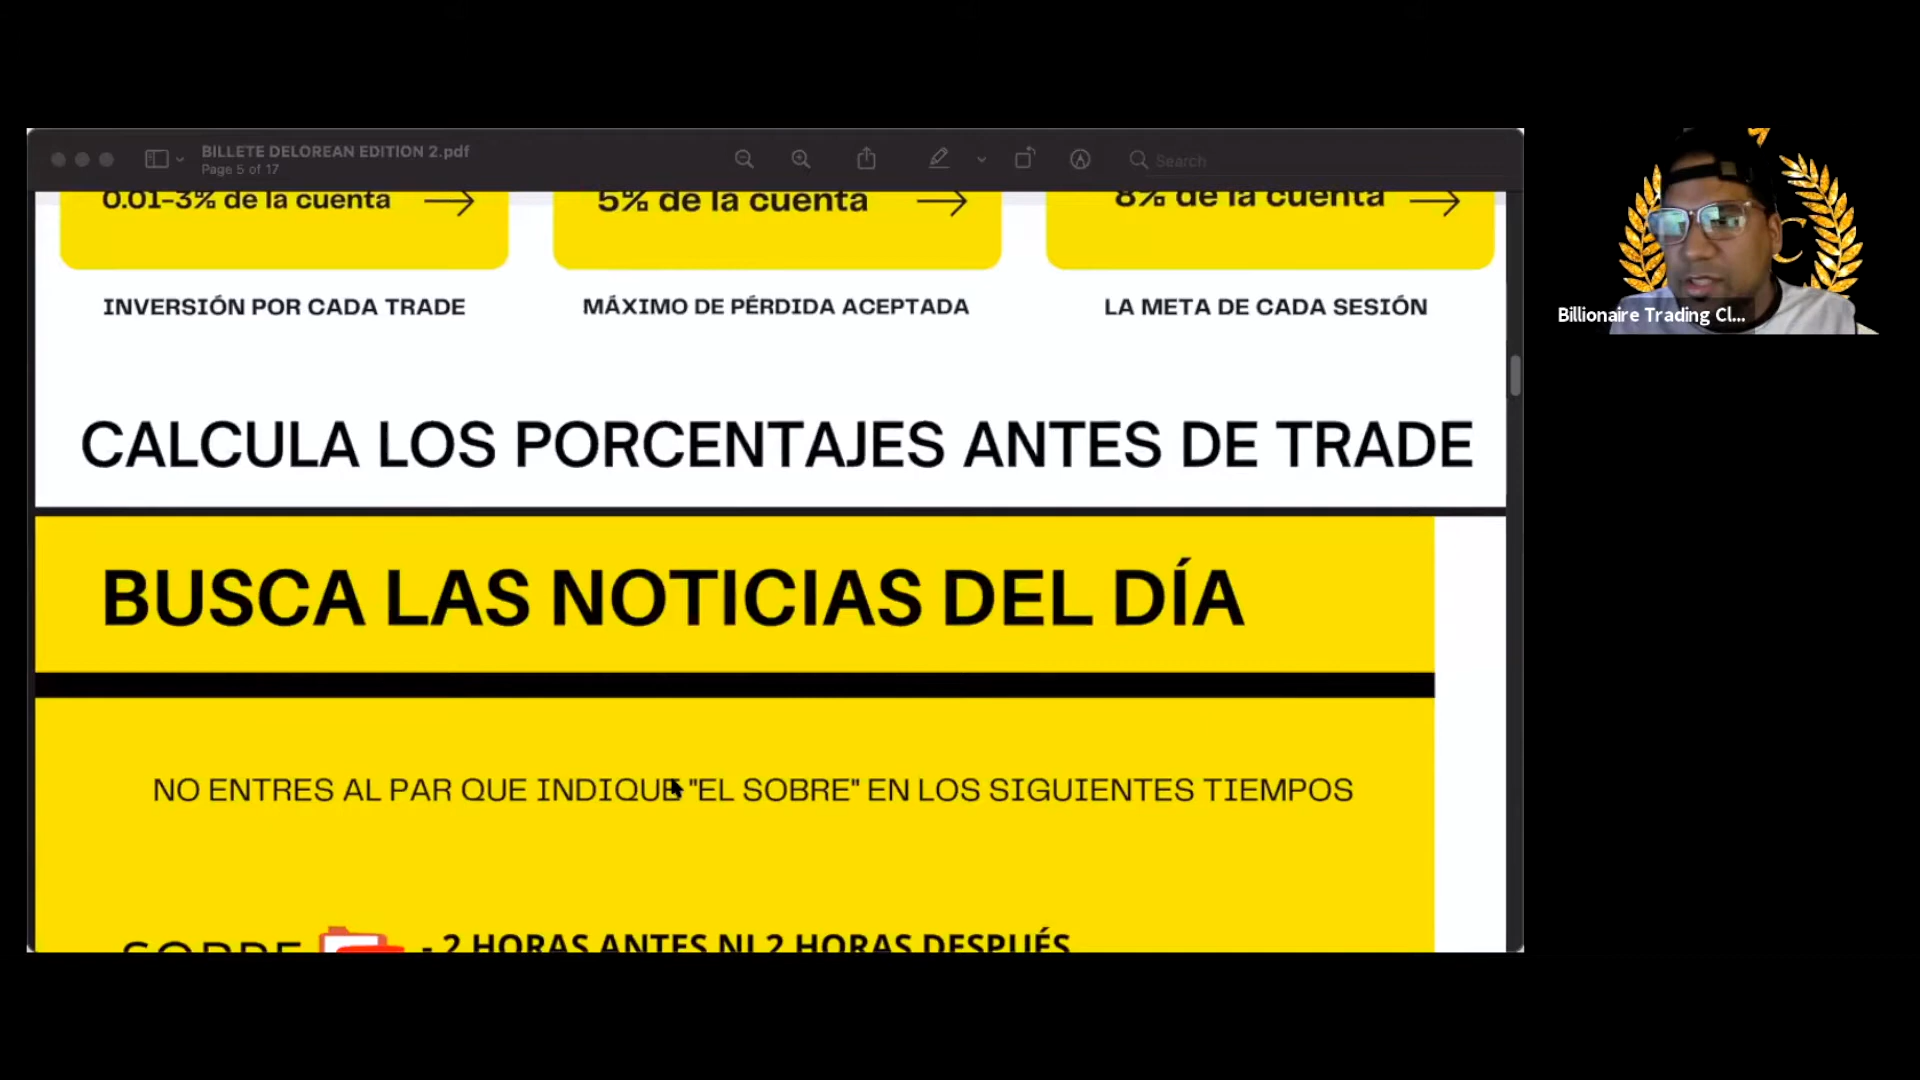 BILLETE DELOREAN EDITION 2.pdf
Page 5 of 17
Search
0.01-3% de la cuenta
5% de la cuenta
8% de la cuenta
INVERSIÓN POR CADA TRADE
MÁXIMO DE PÉRDIDA ACEPTADA
LA META DE CADA SESIÓN
Billionaire Trading Cl...
CALCULA LOS PORCENTAJES ANTES DE TRADE
BUSCA LAS NOTICIAS DEL DÍA
NO ENTRES AL PAR QUE INDIQUE "EL SOBRE" EN LOS SIGUIENTES TIEMPOS
SOBRE - 2 HORAS ANTES NI 2 HORAS DESPUÉS